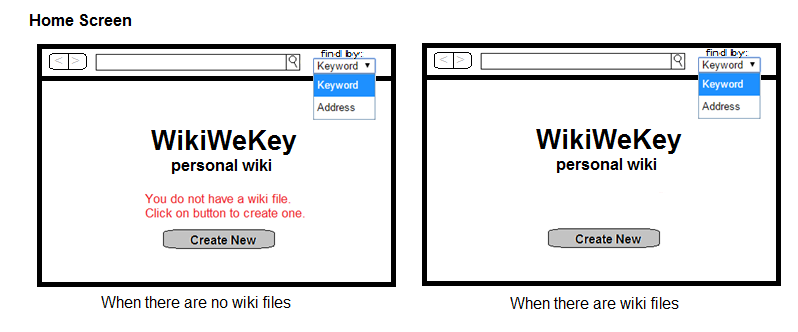 Home Screen
< >
find by:
Keyword ▼
Keyword
Address
WikiWeKey
personal wiki
You do not have a wiki file.
Click on button to create one.
Create New
When there are no wiki files
< >
find by:
Keyword ▼
Keyword
Address
WikiWeKey
personal wiki
Create New
When there are wiki files